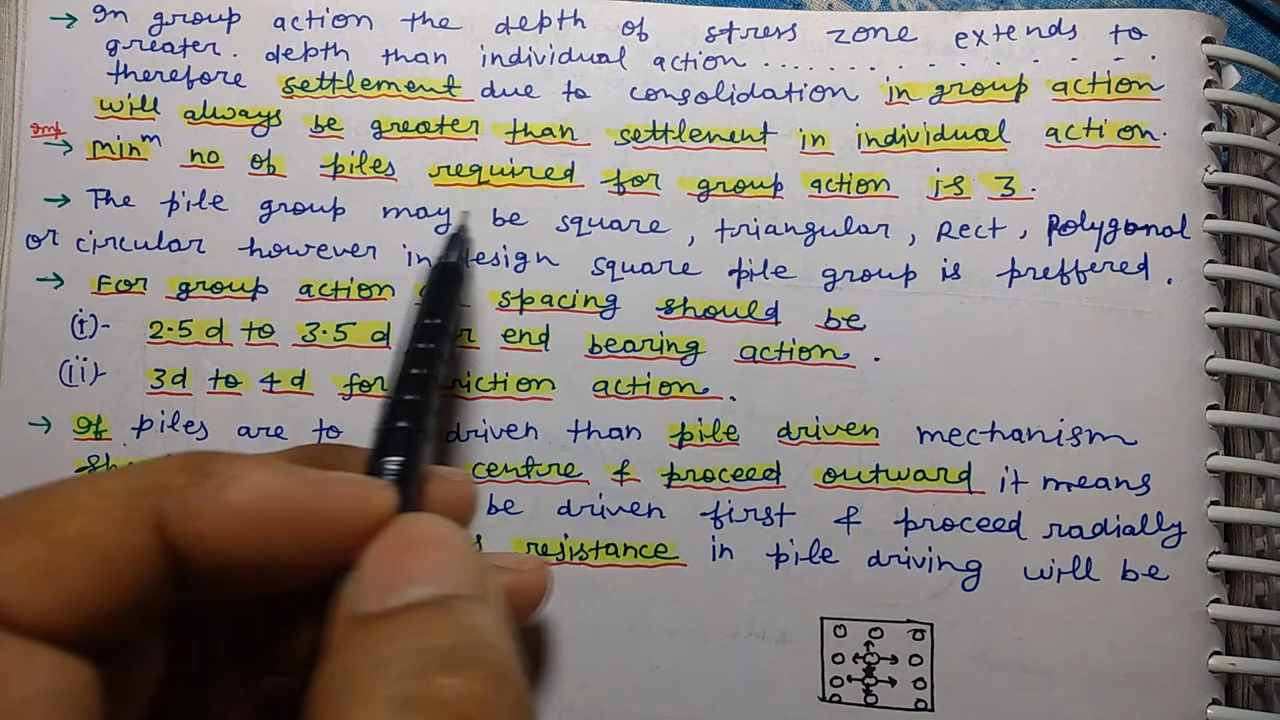 → In group action the depth of stress zone extends to
greater. depth than individual action ..............
therefore settlement due to consolidation in group action
will always be greater than settlement in individual action.
Imp → minᵐ no of piles required for group action is 3.
→ The pile group may be square, triangular, Rect, Polygonal
or circular however in design square pile group is preffered.
→ For group action spacing should be
(i)- 2.5 d to 3.5 d end bearing action.
(ii)- 3d to 4 d for friction action.
→ If piles are to driven than pile driven mechanism
centre & proceed outward it means
be driven first & proceed radially
resistance in pile driving will be